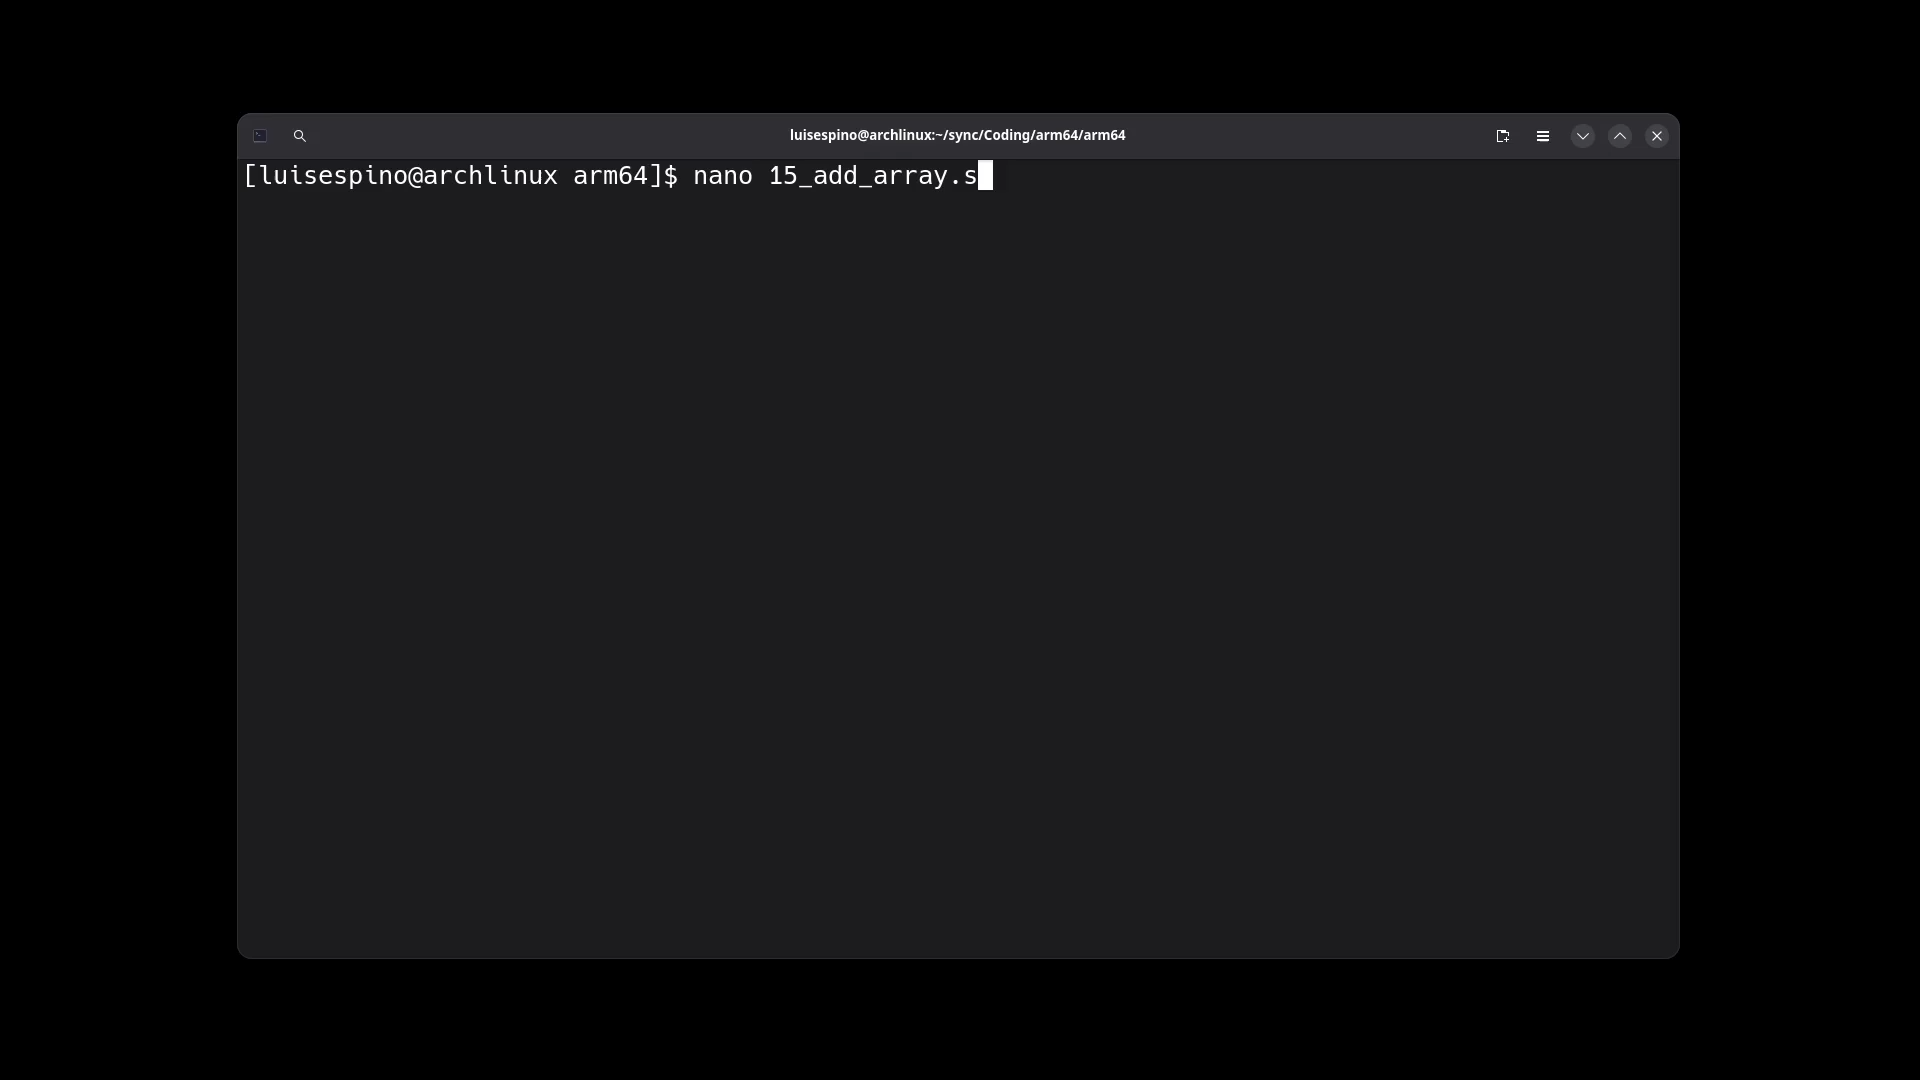 luisespino@archlinux:~/sync/Coding/arm64/arm64
[luisespino@archlinux arm64]$ nano 15_add_array.s